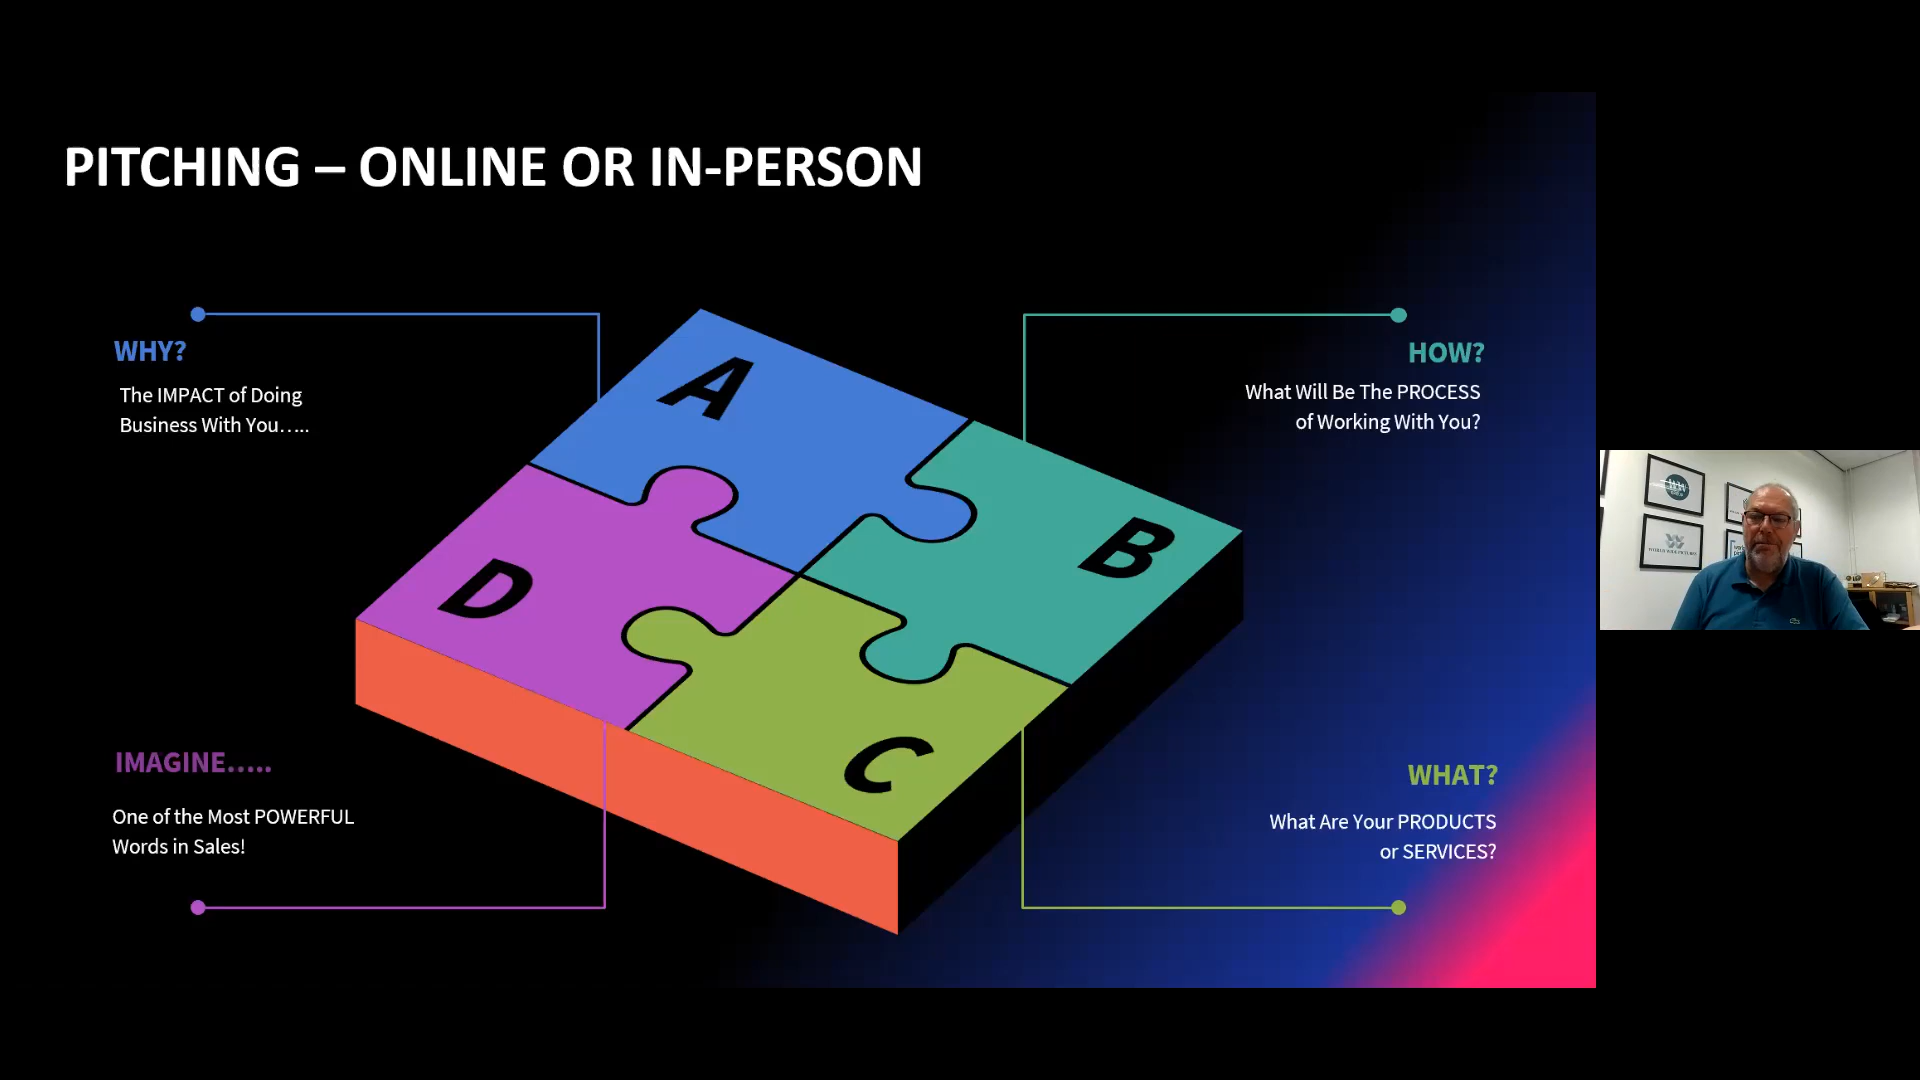 PITCHING – ONLINE OR IN-PERSON
WHY?
The IMPACT of Doing
Business With You.....
HOW?
What Will Be The PROCESS
of Working With You?
A
B
D
C
IMAGINE.....
One of the Most POWERFUL
Words in Sales!
WHAT?
What Are Your PRODUCTS
or SERVICES?